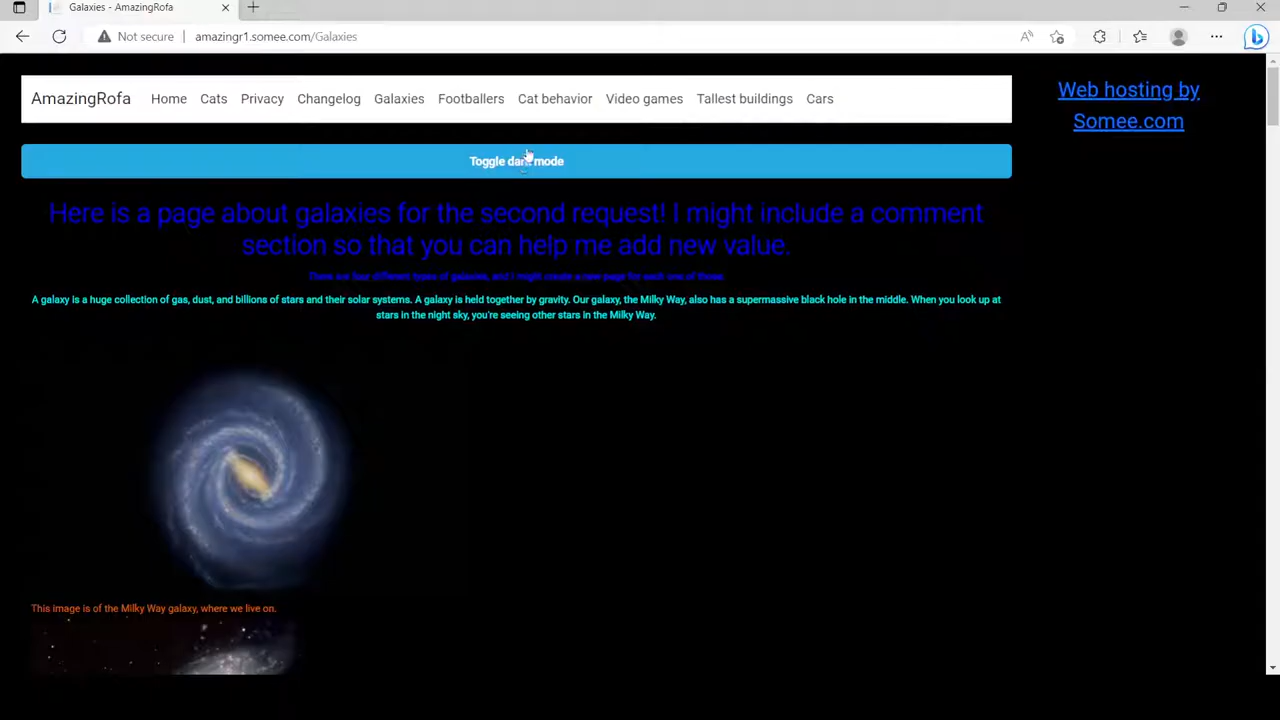 Galaxies - AmazingRofa
Not secure amazingr1.somee.com/Galaxies
AmazingRofa Home Cats Privacy Changelog Galaxies Footballers Cat behavior Video games Tallest buildings Cars
Web hosting by
Somee.com
Toggle dark mode
Here is a page about galaxies for the second request! I might include a comment
section so that you can help me add new value.
There are four different types of galaxies, and I might create a new page for each one of those.
A galaxy is a huge collection of gas, dust, and billions of stars and their solar systems. A galaxy is held together by gravity. Our galaxy, the Milky Way, also has a supermassive black hole in the middle. When you look up at
stars in the night sky, you're seeing other stars in the Milky Way.
This image is of the Milky Way galaxy, where we live on.